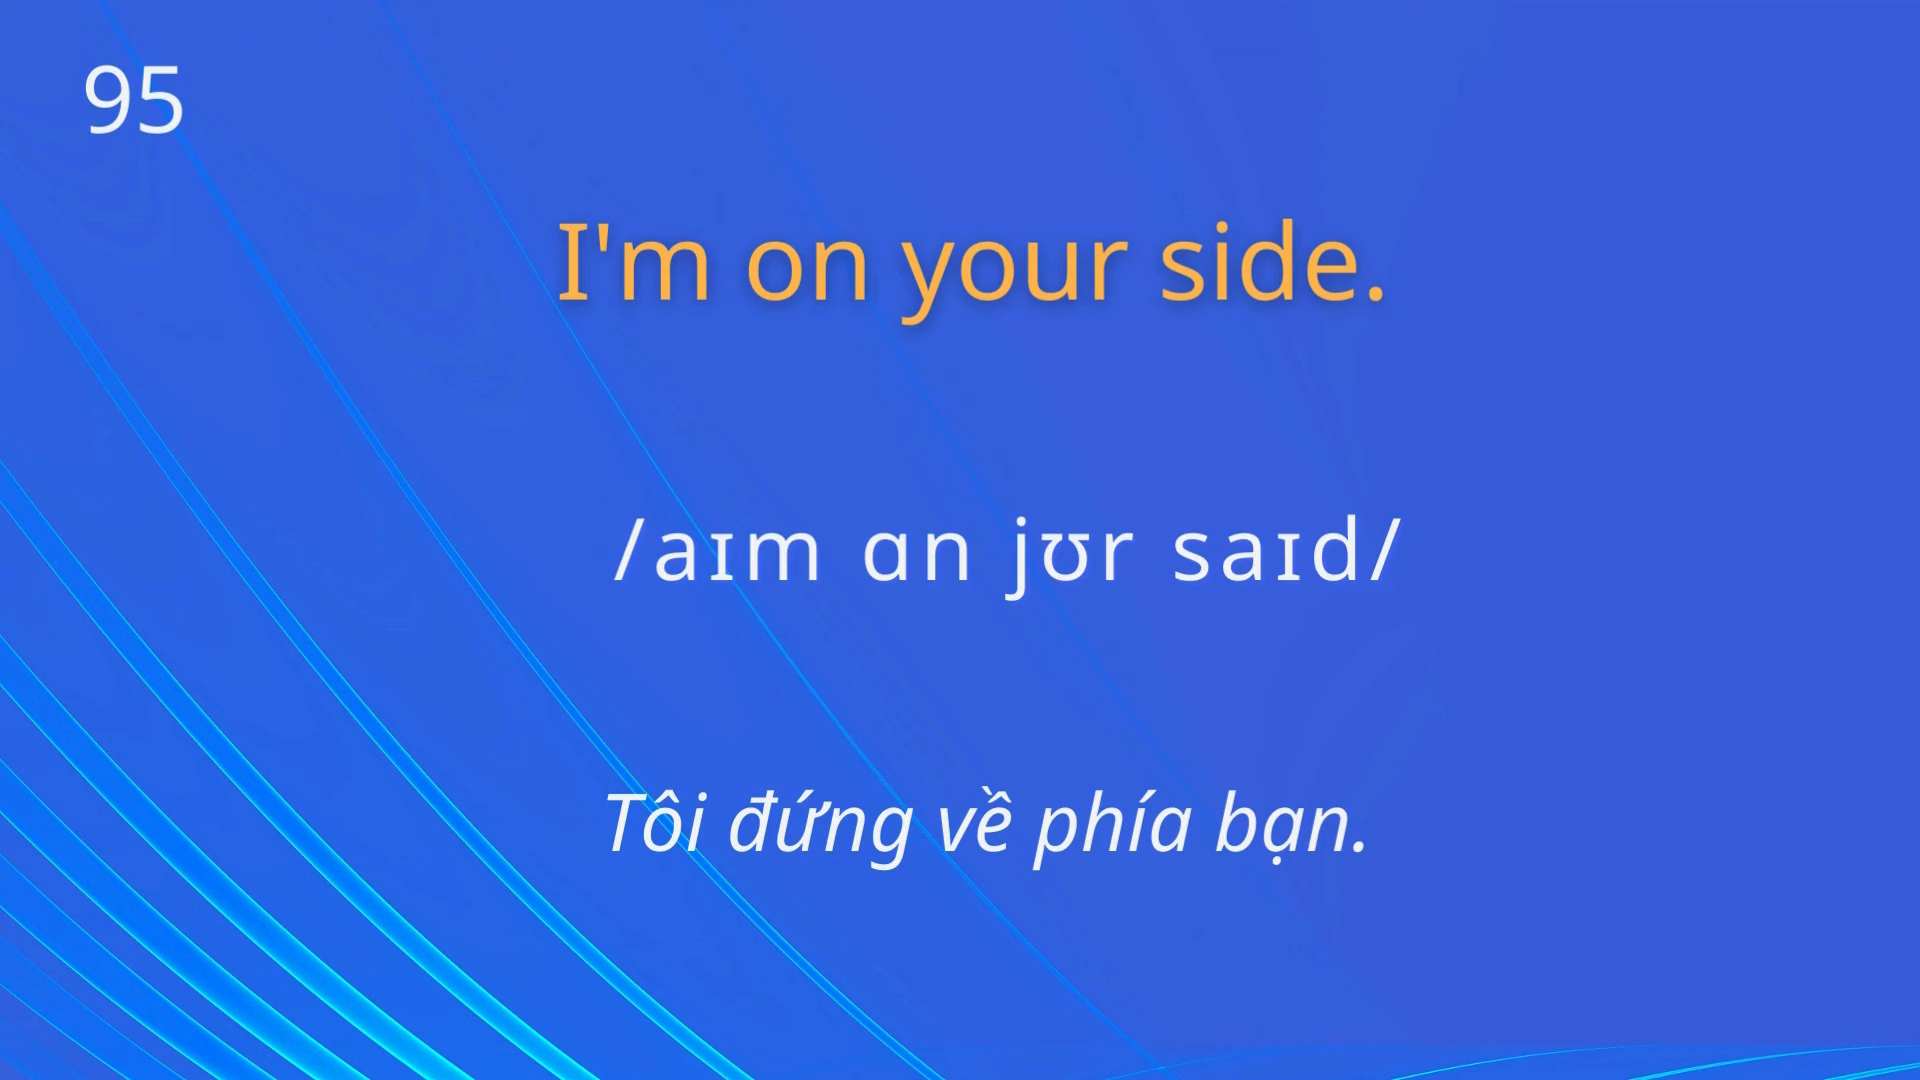 95
I'm on your side.
/aɪm ɑn jʊr saɪd/
Tôi đứng về phía bạn.